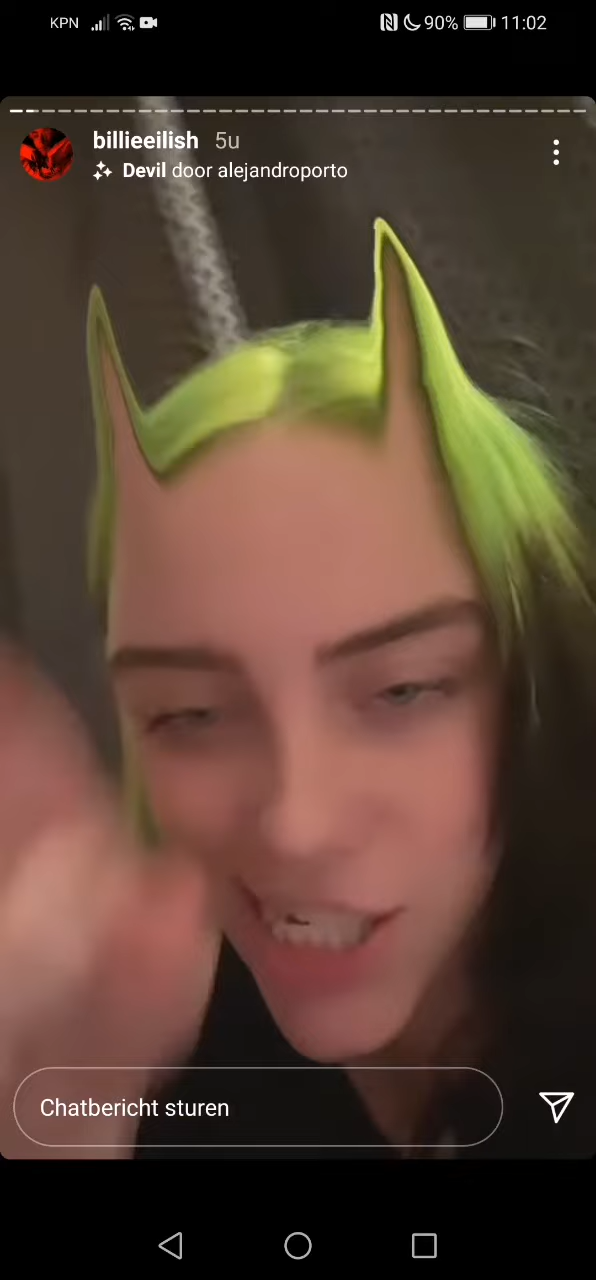 KPN 90% 11:02
billieeilish 5u
Devil door alejandroporto
Chatbericht sturen